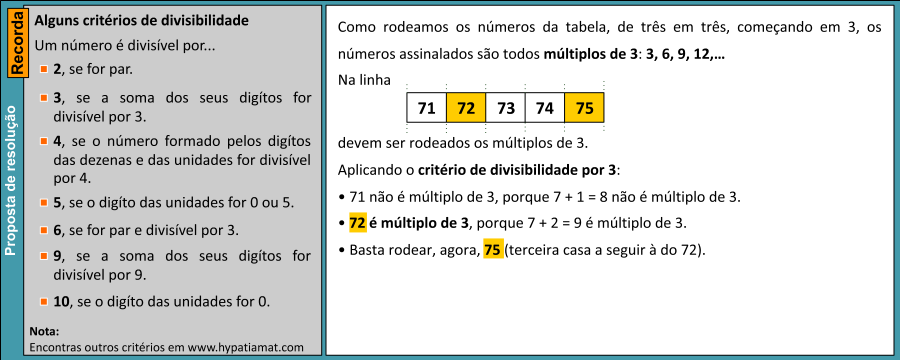 Recorda
Proposta de resolução
Alguns critérios de divisibilidade
Um número é divisível por...
2, se for par.
3, se a soma dos seus digítos for
divisível por 3.
4, se o número formado pelos digítos
das dezenas e das unidades for divisível
por 4.
5, se o digíto das unidades for 0 ou 5.
6, se for par e divisível por 3.
9, se a soma dos seus digítos for
divisível por 9.
10, se o digíto das unidades for 0.
Nota:
Encontras outros critérios em www.hypatiamat.com
Como rodeamos os números da tabela, de três em três, começando em 3, os
números assinalados são todos múltiplos de 3: 3, 6, 9, 12,...
Na linha
71 72 73 74 75
devem ser rodeados os múltiplos de 3.
Aplicando o critério de divisibilidade por 3:
• 71 não é múltiplo de 3, porque 7 + 1 = 8 não é múltiplo de 3.
• 72 é múltiplo de 3, porque 7 + 2 = 9 é múltiplo de 3.
• Basta rodear, agora, 75 (terceira casa a seguir à do 72).